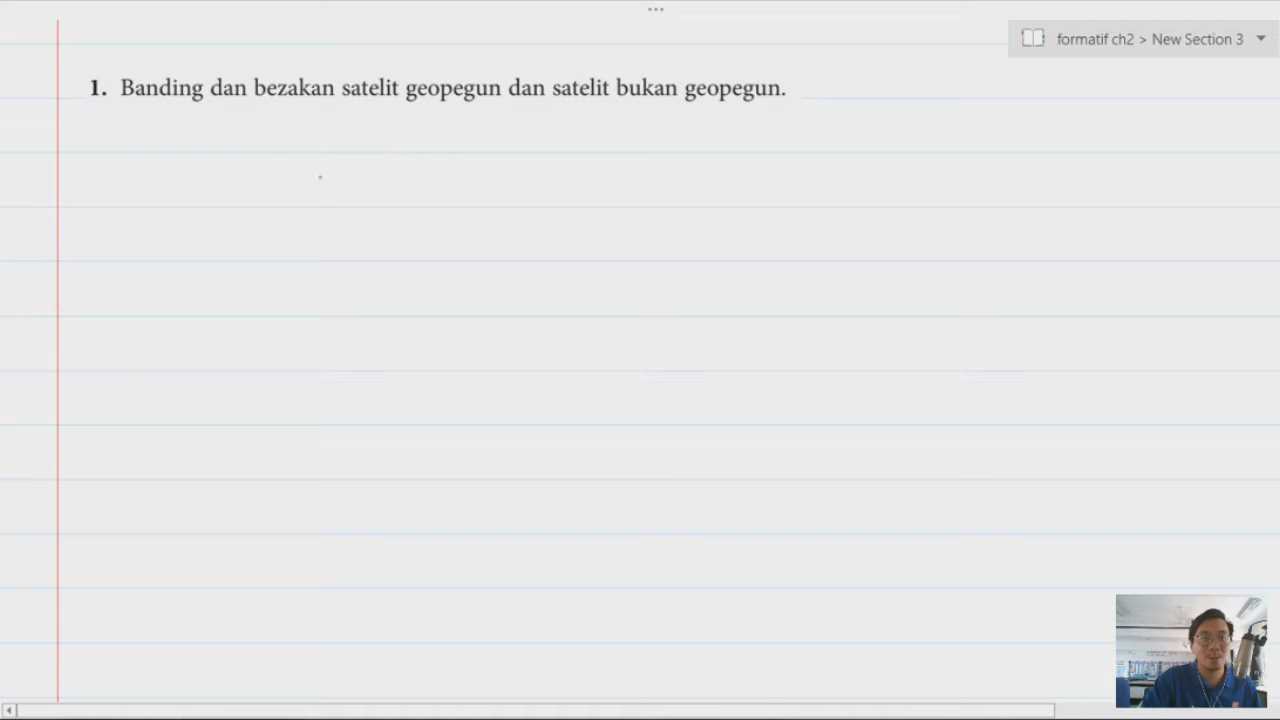 ...
formatif ch2 > New Section 3
1. Banding dan bezakan satelit geopegun dan satelit bukan geopegun.